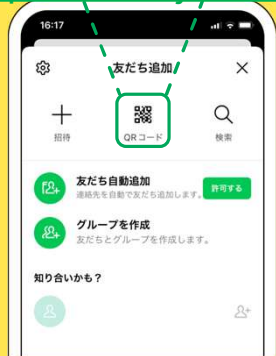 16:17
友だち追加
招待
QRコード
検索
友だち自動追加
連絡先を自動で友だち追加します。
許可する
グループを作成
友だちとグループを作成します。
知り合いかも？